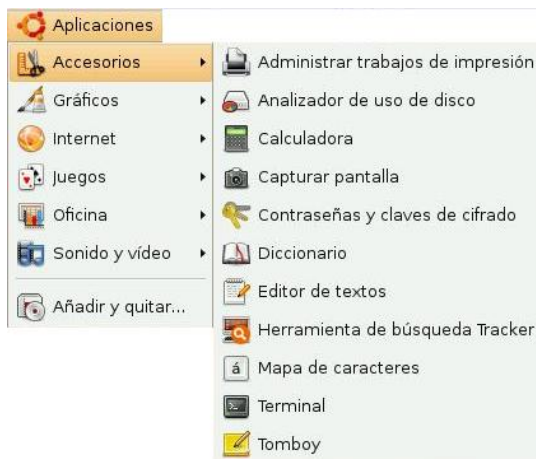 Aplicaciones
Accesorios
Gráficos
Internet
Juegos
Oficina
Sonido y vídeo
Añadir y quitar...
Administrar trabajos de impresión
Analizador de uso de disco
Calculadora
Capturar pantalla
Contraseñas y claves de cifrado
Diccionario
Editor de textos
Herramienta de búsqueda Tracker
á
Mapa de caracteres
Terminal
Tomboy